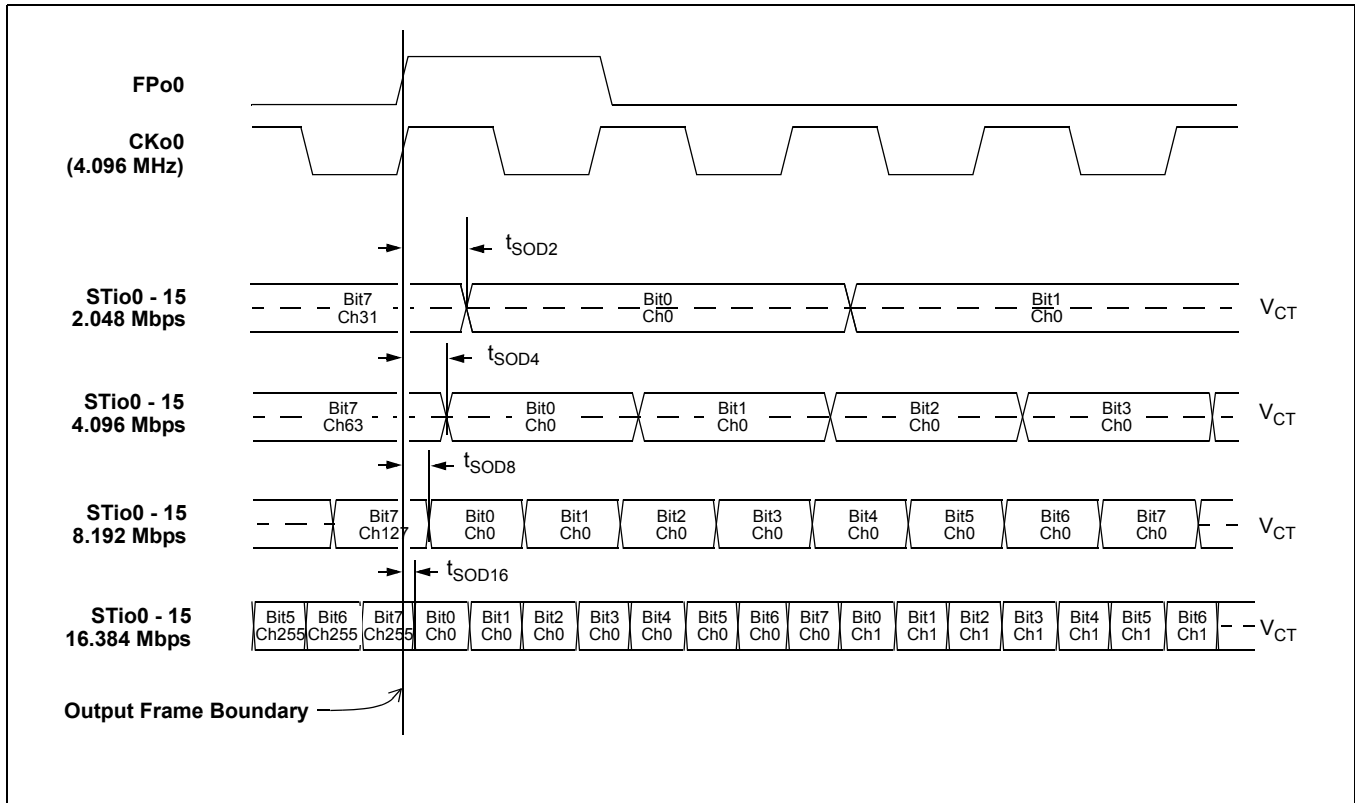 FPo0
CKo0
(4.096 MHz)
tSOD2
STio0 - 15
2.048 Mbps
Bit7
Ch31
Bit0
Ch0
Bit1
Ch0
VCT
tSOD4
STio0 - 15
4.096 Mbps
Bit7
Ch63
Bit0
Ch0
Bit1
Ch0
Bit2
Ch0
Bit3
Ch0
VCT
tSOD8
STio0 - 15
8.192 Mbps
Bit7
Ch127
Bit0
Ch0
Bit1
Ch0
Bit2
Ch0
Bit3
Ch0
Bit4
Ch0
Bit5
Ch0
Bit6
Ch0
Bit7
Ch0
VCT
tSOD16
STio0 - 15
16.384 Mbps
Bit5
Ch255
Bit6
Ch255
Bit7
Ch255
Bit0
Ch0
Bit1
Ch0
Bit2
Ch0
Bit3
Ch0
Bit4
Ch0
Bit5
Ch0
Bit6
Ch0
Bit7
Ch0
Bit0
Ch1
Bit1
Ch1
Bit2
Ch1
Bit3
Ch1
Bit4
Ch1
Bit5
Ch1
Bit6
Ch1
VCT
Output Frame Boundary